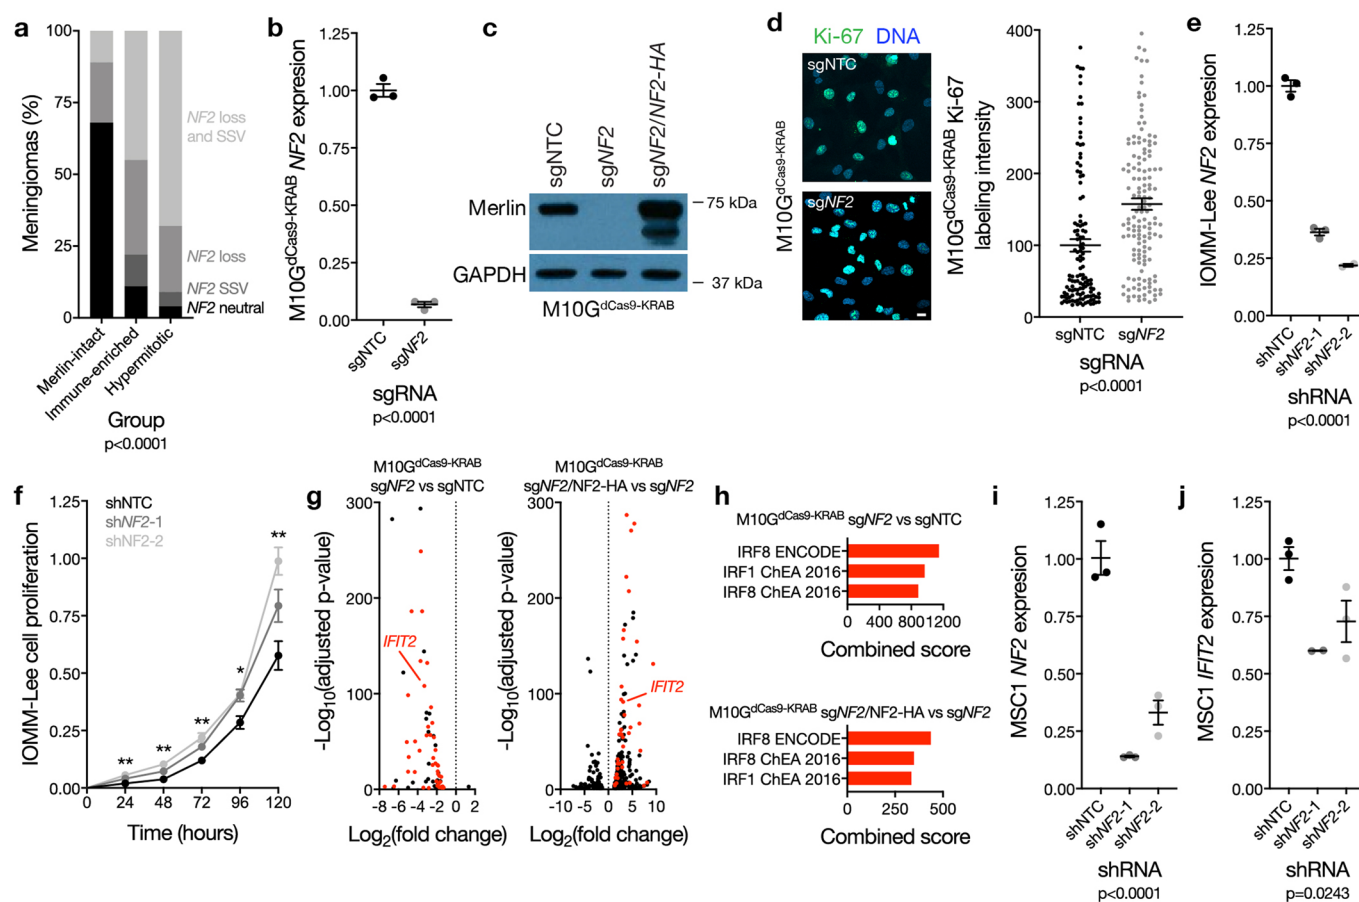 a
Meningiomas (%)
100
75
50
25
0
NF2 loss
and SSV
NF2 loss
NF2 SSV
NF2 neutral
Merlin-intact
Immune-enriched
Hypermitotic
Group
p<0.0001
b
M10GdCas9-KRAB NF2 expression
1.25
1.00
0.75
0.50
0.25
0.00
sgNTC
sgNF2
sgRNA
p<0.0001
c
sgNTC
sgNF2
sgNF2/NF2-HA
Merlin
GAPDH
75 kDa
37 kDa
M10GdCas9-KRAB
d
Ki-67 DNA
sgNTC
sgNF2
M10GdCas9-KRAB
M10GdCas9-KRAB Ki-67
labeling intensity
400
300
200
100
0
sgNTC
sgNF2
sgRNA
p<0.0001
e
IOMM-Lee NF2 expression
1.25
1.00
0.75
0.50
0.25
0.00
shNTC
shNF2-1
shNF2-2
shRNA
p<0.0001
f
IOMM-Lee cell proliferation
1.25
1.00
0.75
0.50
0.25
0.00
shNTC
shNF2-1
shNF2-2
**
**
**
*
**
0
24
48
72
96
120
Time (hours)
g
M10GdCas9-KRAB
sgNF2 vs sgNTC
-Log10(adjusted p-value)
300
200
100
0
IFIT2
-8
-6
-4
-2
0
2
Log2(fold change)
M10GdCas9-KRAB
sgNF2/NF2-HA vs sgNF2
-Log10(adjusted p-value)
300
200
100
0
IFIT2
-10
-5
0
5
10
Log2(fold change)
h
M10GdCas9-KRAB sgNF2 vs sgNTC
IRF8 ENCODE
IRF1 ChEA 2016
IRF8 ChEA 2016
0
400
800
1200
Combined score
M10GdCas9-KRAB sgNF2/NF2-HA vs sgNF2
IRF8 ENCODE
IRF8 ChEA 2016
IRF1 ChEA 2016
0
500
Combined score
i
MSC1 NF2 expression
1.25
1.00
0.75
0.50
0.25
0.00
shNTC
shNF2-1
shNF2-2
shRNA
p<0.0001
j
MSC1 IFIT2 expression
1.25
1.00
0.75
0.50
0.25
0.00
shNTC
shNF2-1
shNF2-2
shRNA
p=0.0243